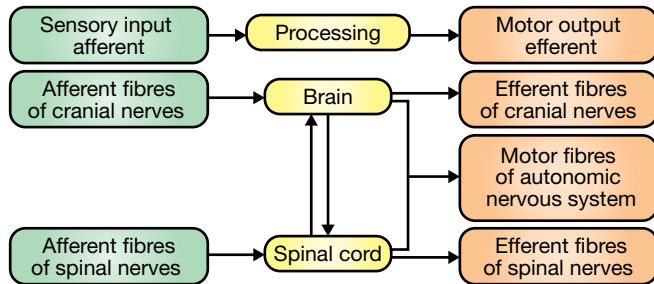 Sensory input
afferent
Processing
Motor output
efferent
Afferent fibres
of cranial nerves
Brain
Efferent fibres
of cranial nerves
Motor fibres
of autonomic
nervous system
Afferent fibres
of spinal nerves
Spinal cord
Efferent fibres
of spinal nerves